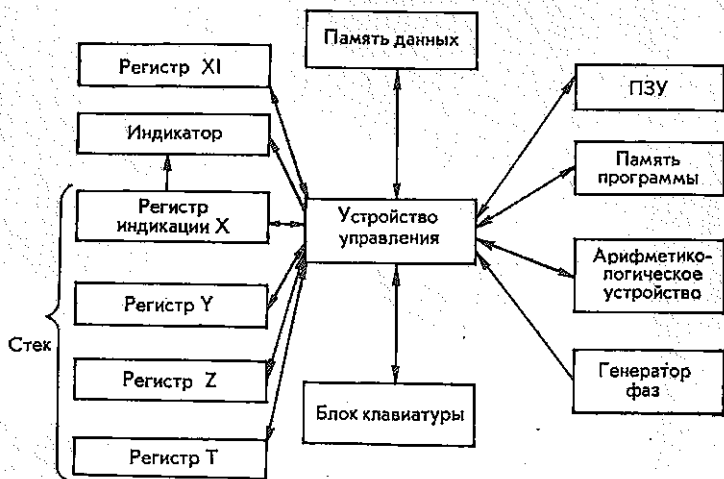 Память данных
Регистр XI
Индикатор
Регистр
индикации X
Регистр Y
Стек
Регистр Z
Регистр T
Устройство
управления
Блок клавиатуры
ПЗУ
Память
программы
Арифметико-
логическое
устройство
Генератор
фаз